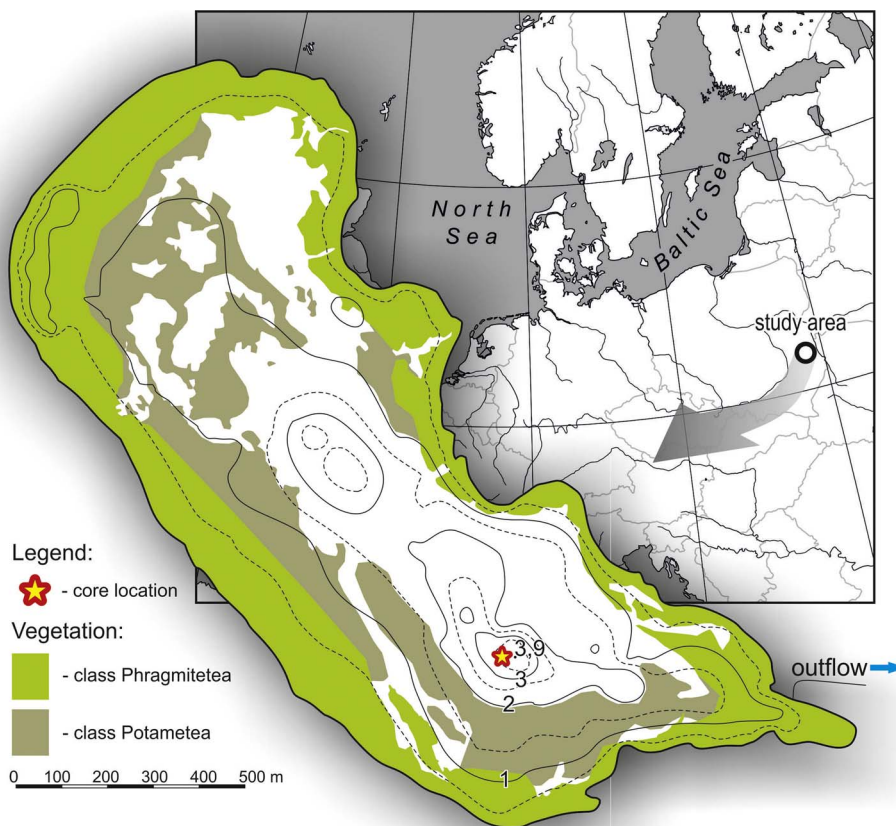 North
Sea
Baltic Sea
study area
Legend:
- core location
Vegetation:
- class Phragmitetea
- class Potametea
0 100 200 300 400 500 m
.3,9
3
2
1
outflow